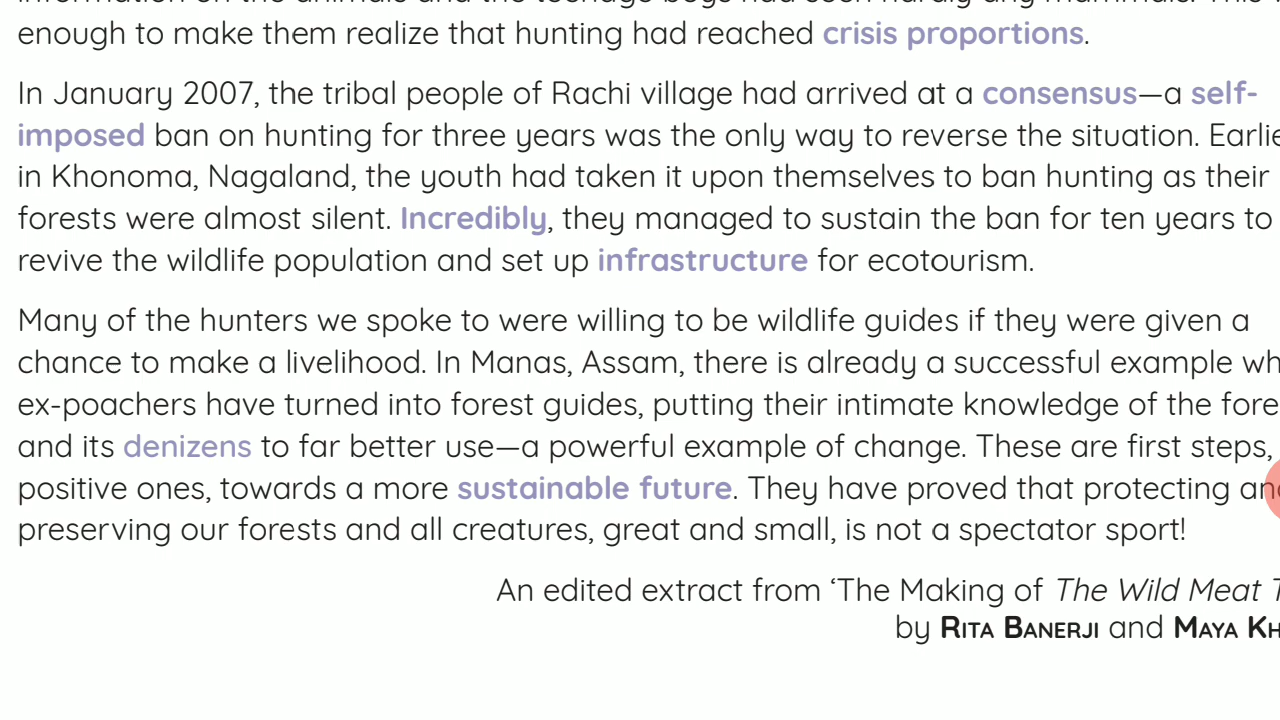 enough to make them realize that hunting had reached crisis proportions.
In January 2007, the tribal people of Rachi village had arrived at a consensus—a self-
imposed ban on hunting for three years was the only way to reverse the situation.
in Khonoma, Nagaland, the youth had taken it upon themselves to ban hunting as their
forests were almost silent. Incredibly, they managed to sustain the ban for ten years to
revive the wildlife population and set up infrastructure for ecotourism.
Many of the hunters we spoke to were willing to be wildlife guides if they were given a
chance to make a livelihood. In Manas, Assam, there is already a successful example
ex-poachers have turned into forest guides, putting their intimate knowledge of the
and its denizens to far better use—a powerful example of change. These are first steps,
positive ones, towards a more sustainable future. They have proved that protecting
preserving our forests and all creatures, great and small, is not a spectator sport!
An edited extract from ‘The Making of The Wild Meat
by Rita Banerji and Maya